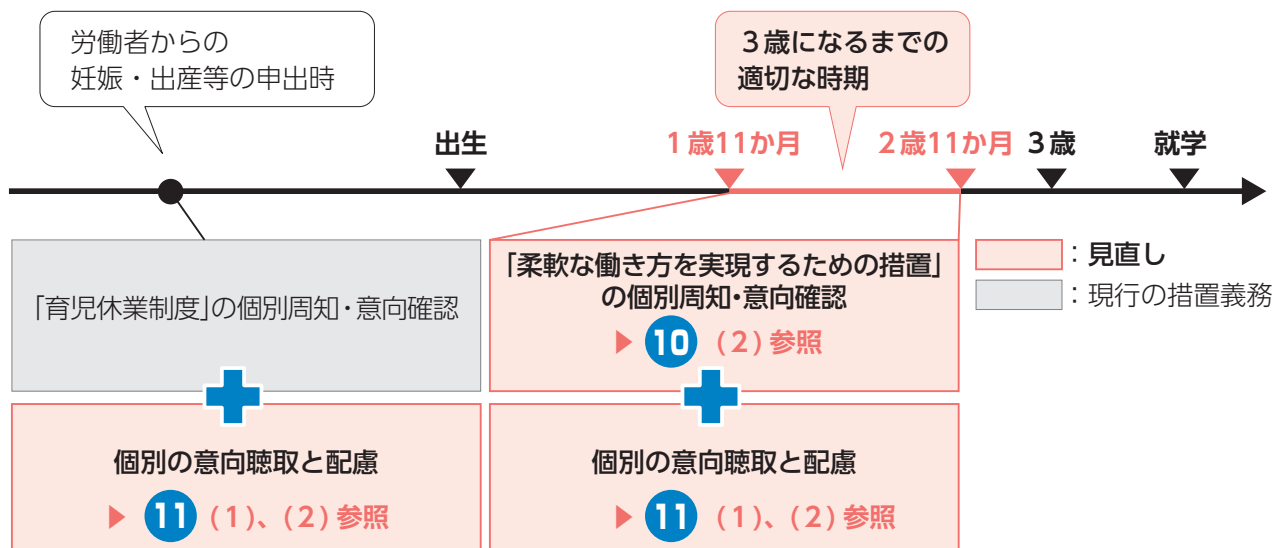 労働者からの
妊娠・出産等の申出時
3歳になるまでの
適切な時期
出生
1歳11か月
2歳11か月
3歳
就学
「育児休業制度」の個別周知・意向確認
「柔軟な働き方を実現するための措置」
の個別周知・意向確認
▶ 10 (2)参照
：見直し
：現行の措置義務
個別の意向聴取と配慮
▶ 11 (1)、(2)参照
個別の意向聴取と配慮
▶ 11 (1)、(2)参照